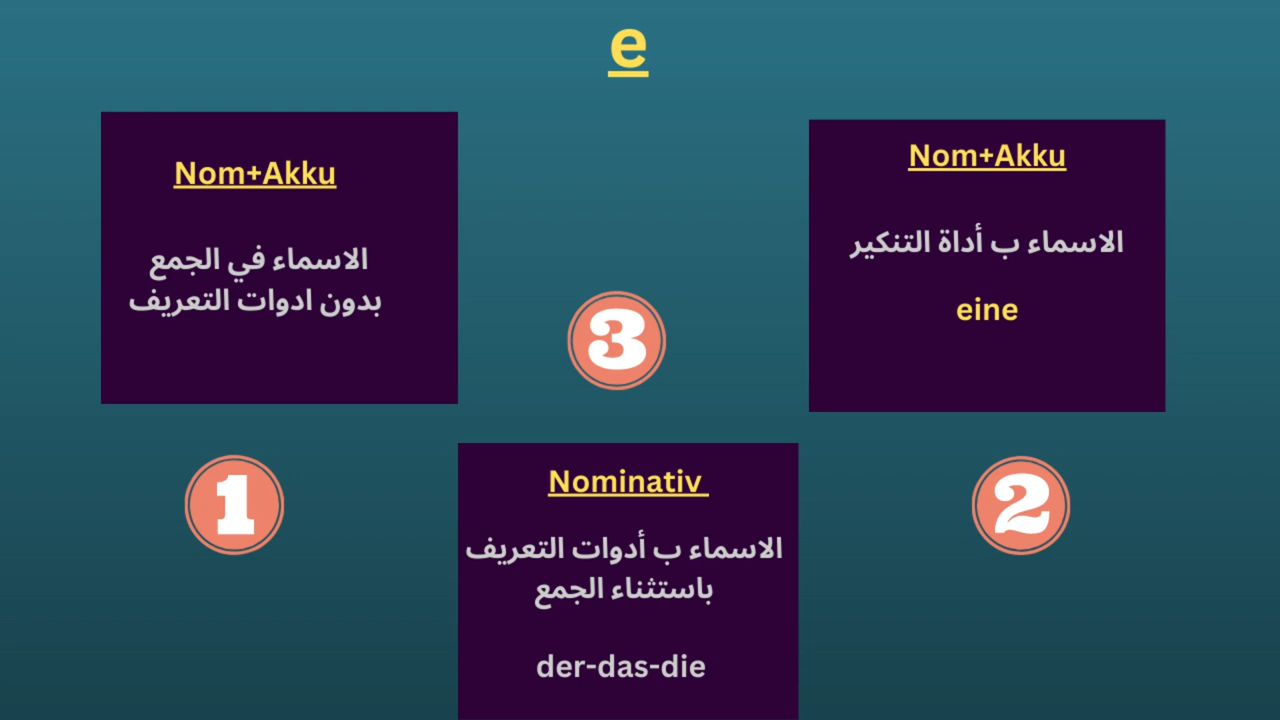 e
Nom+Akku
الاسماء في الجمع
بدون ادوات التعريف
1
Nom+Akku
الاسماء ب أداة التنكير
eine
2
3
Nominativ
الاسماء ب أدوات التعريف
باستثناء الجمع
der-das-die